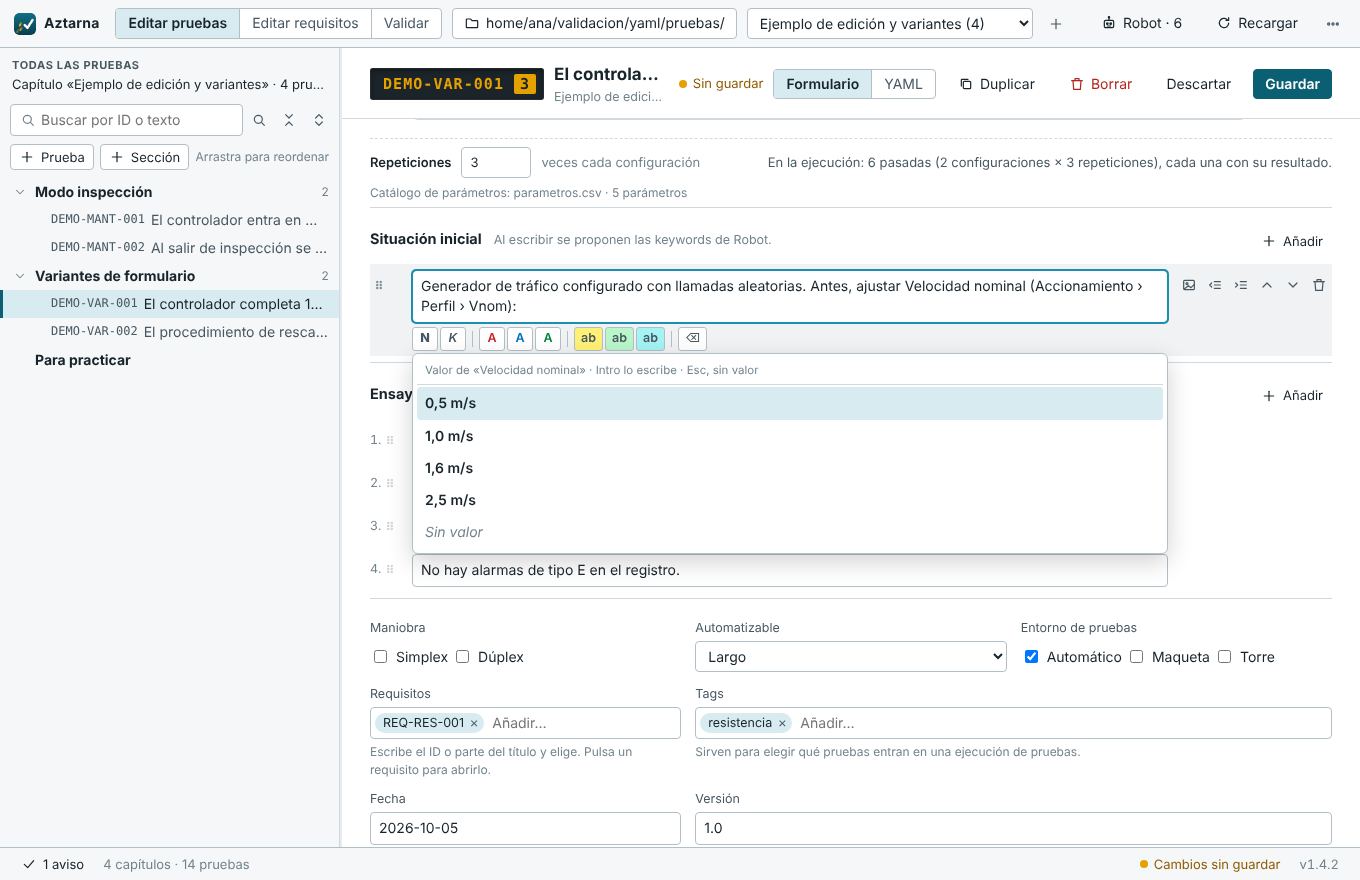 Aztarna
Editar pruebas
Editar requisitos
Validar
home/ana/validacion/yaml/pruebas/
Ejemplo de edición y variantes (4)
Robot · 6
Recargar
TODAS LAS PRUEBAS
Capítulo «Ejemplo de edición y variantes» · 4 pru...
Buscar por ID o texto
Prueba
Sección
Arrastra para reordenar
Modo inspección 2
DEMO-MANT-001 El controlador entra en ...
DEMO-MANT-002 Al salir de inspección se ...
Variantes de formulario 2
DEMO-VAR-001 El controlador completa 1...
DEMO-VAR-002 El procedimiento de resca...
Para practicar
DEMO-VAR-001 3
El controla...
Ejemplo de edici...
Sin guardar
Formulario
YAML
Duplicar
Borrar
Descartar
Guardar
Repeticiones 3 veces cada configuración
En la ejecución: 6 pasadas (2 configuraciones × 3 repeticiones), cada una con su resultado.
Catálogo de parámetros: parametros.csv · 5 parámetros
Situación inicial
Al escribir se proponen las keywords de Robot.
Añadir
Generador de tráfico configurado con llamadas aleatorias. Antes, ajustar Velocidad nominal (Accionamiento ›
Perfil › Vnom):
N K A A A ab ab ab
Valor de «Velocidad nominal» · Intro lo escribe · Esc, sin valor
0,5 m/s
1,0 m/s
1,6 m/s
2,5 m/s
Sin valor
Ensay
Añadir
1.
2.
3.
4. No hay alarmas de tipo E en el registro.
Maniobra
Simplex
Dúplex
Automatizable
Largo
Entorno de pruebas
Automático
Maqueta
Torre
Requisitos
REQ-RES-001 × Añadir...
Escribe el ID o parte del título y elige. Pulsa un
requisito para abrirlo.
Tags
resistencia × Añadir...
Sirven para elegir qué pruebas entran en una ejecución de pruebas.
Fecha
2026-10-05
Versión
1.0
1 aviso
4 capítulos · 14 pruebas
Cambios sin guardar
v1.4.2